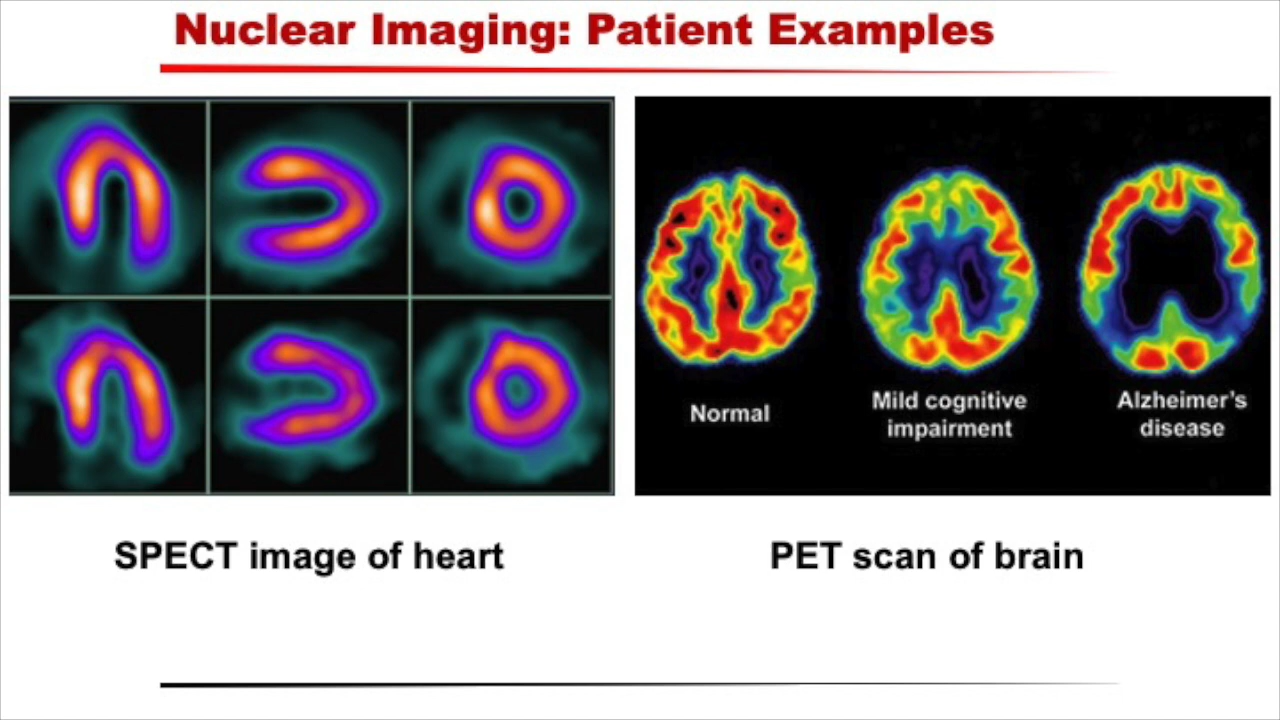 Nuclear Imaging: Patient Examples
Normal
Mild cognitive
impairment
Alzheimer's
disease
SPECT image of heart
PET scan of brain